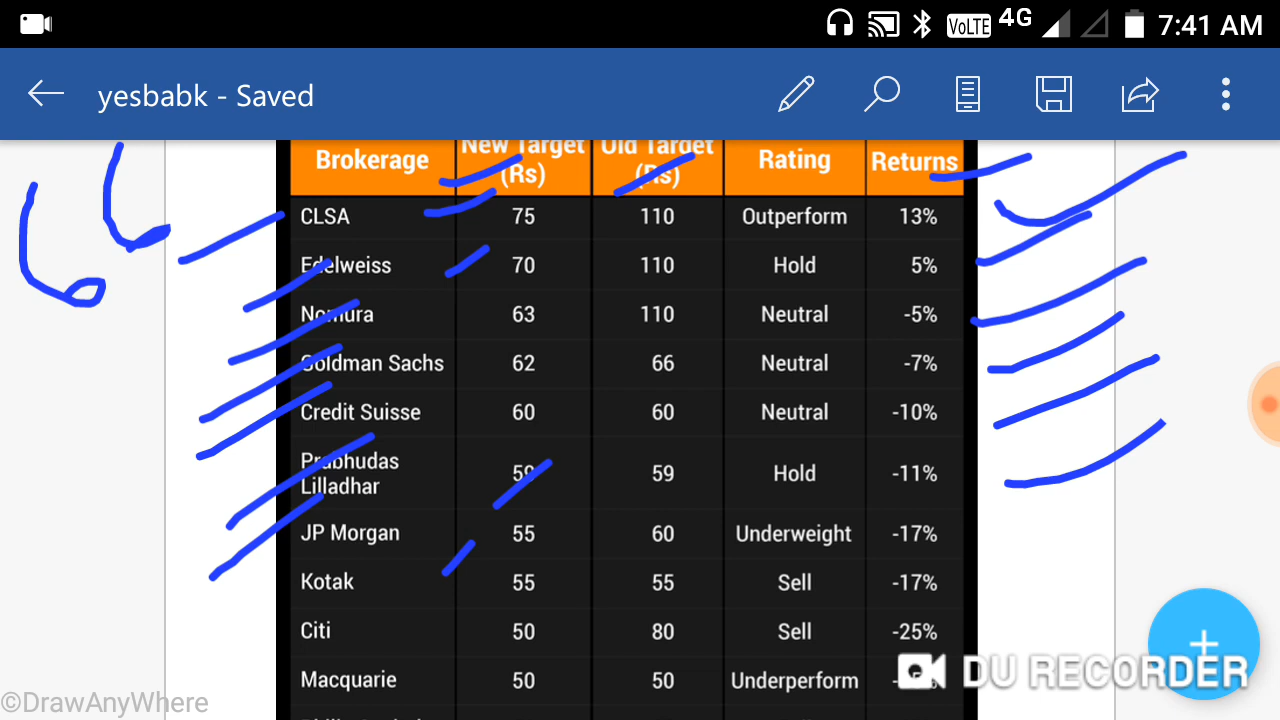 VoLTE 4G 7:41 AM
yesbabk - Saved
66
Brokerage New Target (Rs) Old Target (Rs) Rating Returns
CLSA 75 110 Outperform 13%
Edelweiss 70 110 Hold 5%
Nomura 63 110 Neutral -5%
Goldman Sachs 62 66 Neutral -7%
Credit Suisse 60 60 Neutral -10%
Prabhudas Lilladhar 59 59 Hold -11%
JP Morgan 55 60 Underweight -17%
Kotak 55 55 Sell -17%
Citi 50 80 Sell -25%
Macquarie 50 50 Underperform
DU RECORDER
©DrawAnyWhere